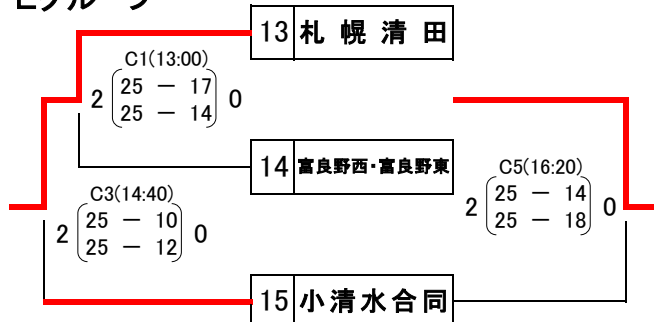 Eグループ
13 札幌清田
C1(13:00)
2 25 － 17 0
25 － 14
14 富良野西・富良野東
C3(14:40)
2 25 － 10 0
25 － 12
C5(16:20)
2 25 － 14 0
25 － 18
15 小清水合同